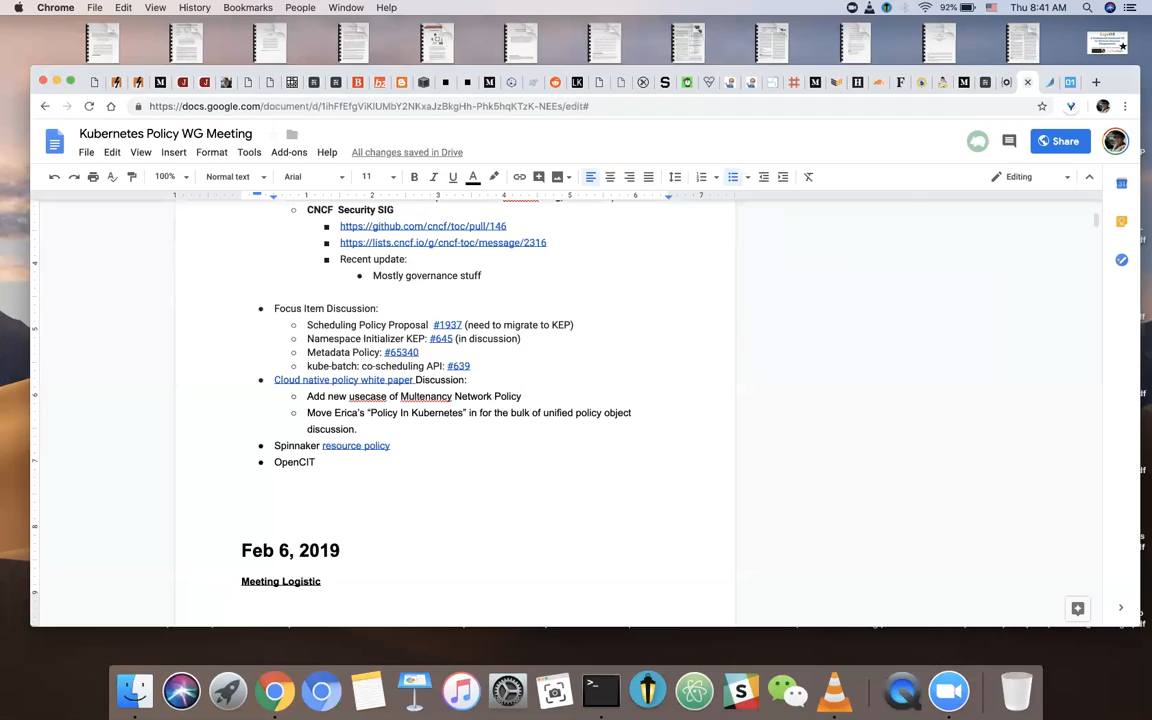 Chrome File Edit View History Bookmarks People Window Help 92% Thu 8:41 AM
https://docs.google.com/document/d/1ihFfEfgViKlUMbY2NKxaJzBkgHh-Phk5hqKTzK-NEEs/edit#
Kubernetes Policy WG Meeting
File Edit View Insert Format Tools Add-ons Help All changes saved in Drive
Share
100% Normal text Arial 11 Editing
CNCF Security SIG
https://github.com/cncf/toc/pull/146
https://lists.cncf.io/g/cncf-toc/message/2316
Recent update:
Mostly governance stuff
Focus Item Discussion:
Scheduling Policy Proposal #1937 (need to migrate to KEP)
Namespace Initializer KEP: #645 (in discussion)
Metadata Policy: #65340
kube-batch: co-scheduling API: #639
Cloud native policy white paper Discussion:
Add new usecase of Multenancy Network Policy
Move Erica's “Policy In Kubernetes” in for the bulk of unified policy object
discussion.
Spinnaker resource policy
OpenCIT
Feb 6, 2019
Meeting Logistic